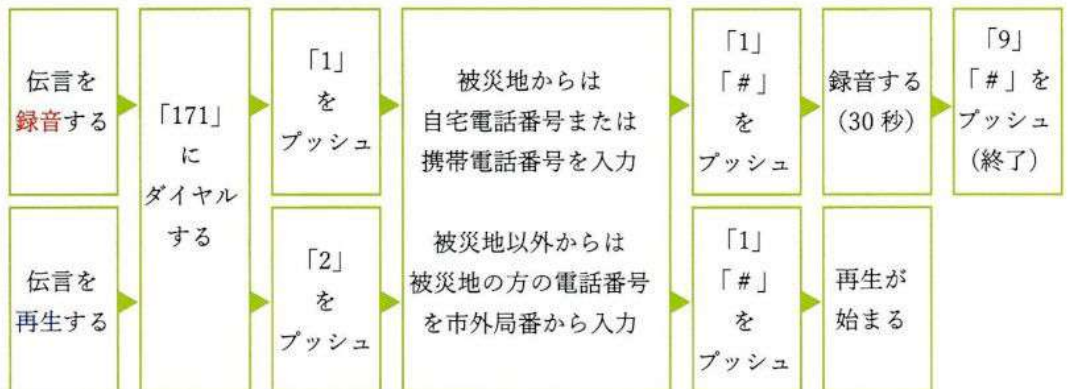 伝言を
録音する
「171」
に
ダイヤル
する
「1」
を
プッシュ
被災地からは
自宅電話番号または
携帯電話番号を入力
「1」
「#」
を
プッシュ
録音する
(30秒)
「9」
「#」を
プッシュ
(終了)
伝言を
再生する
「2」
を
プッシュ
被災地以外からは
被災地の方の電話番号
を市外局番から入力
「1」
「#」
を
プッシュ
再生が
始まる